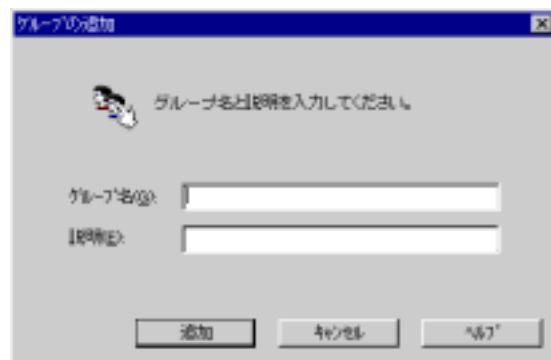 グループの追加
グループ名と説明を入力してください。
グループ名(G):
説明(E):
追加
キャンセル
ヘルプ